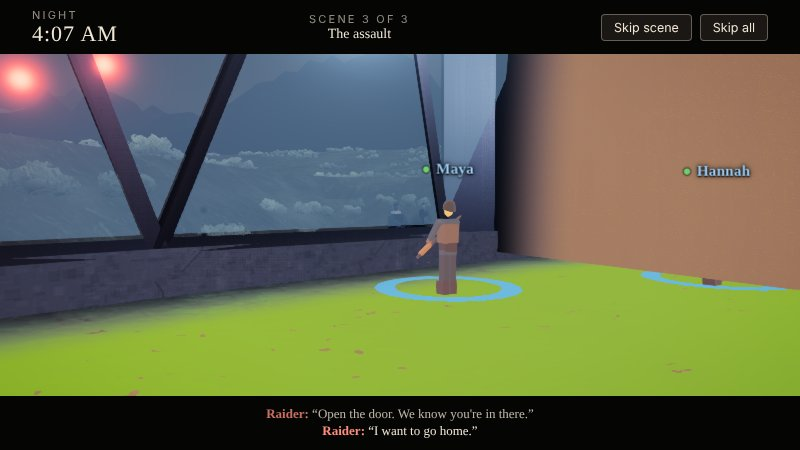 NIGHT
4:07 AM
SCENE 3 OF 3
The assault
Skip scene
Skip all
Maya
Hannah
Raider: “Open the door. We know you're in there.”
Raider: “I want to go home.”